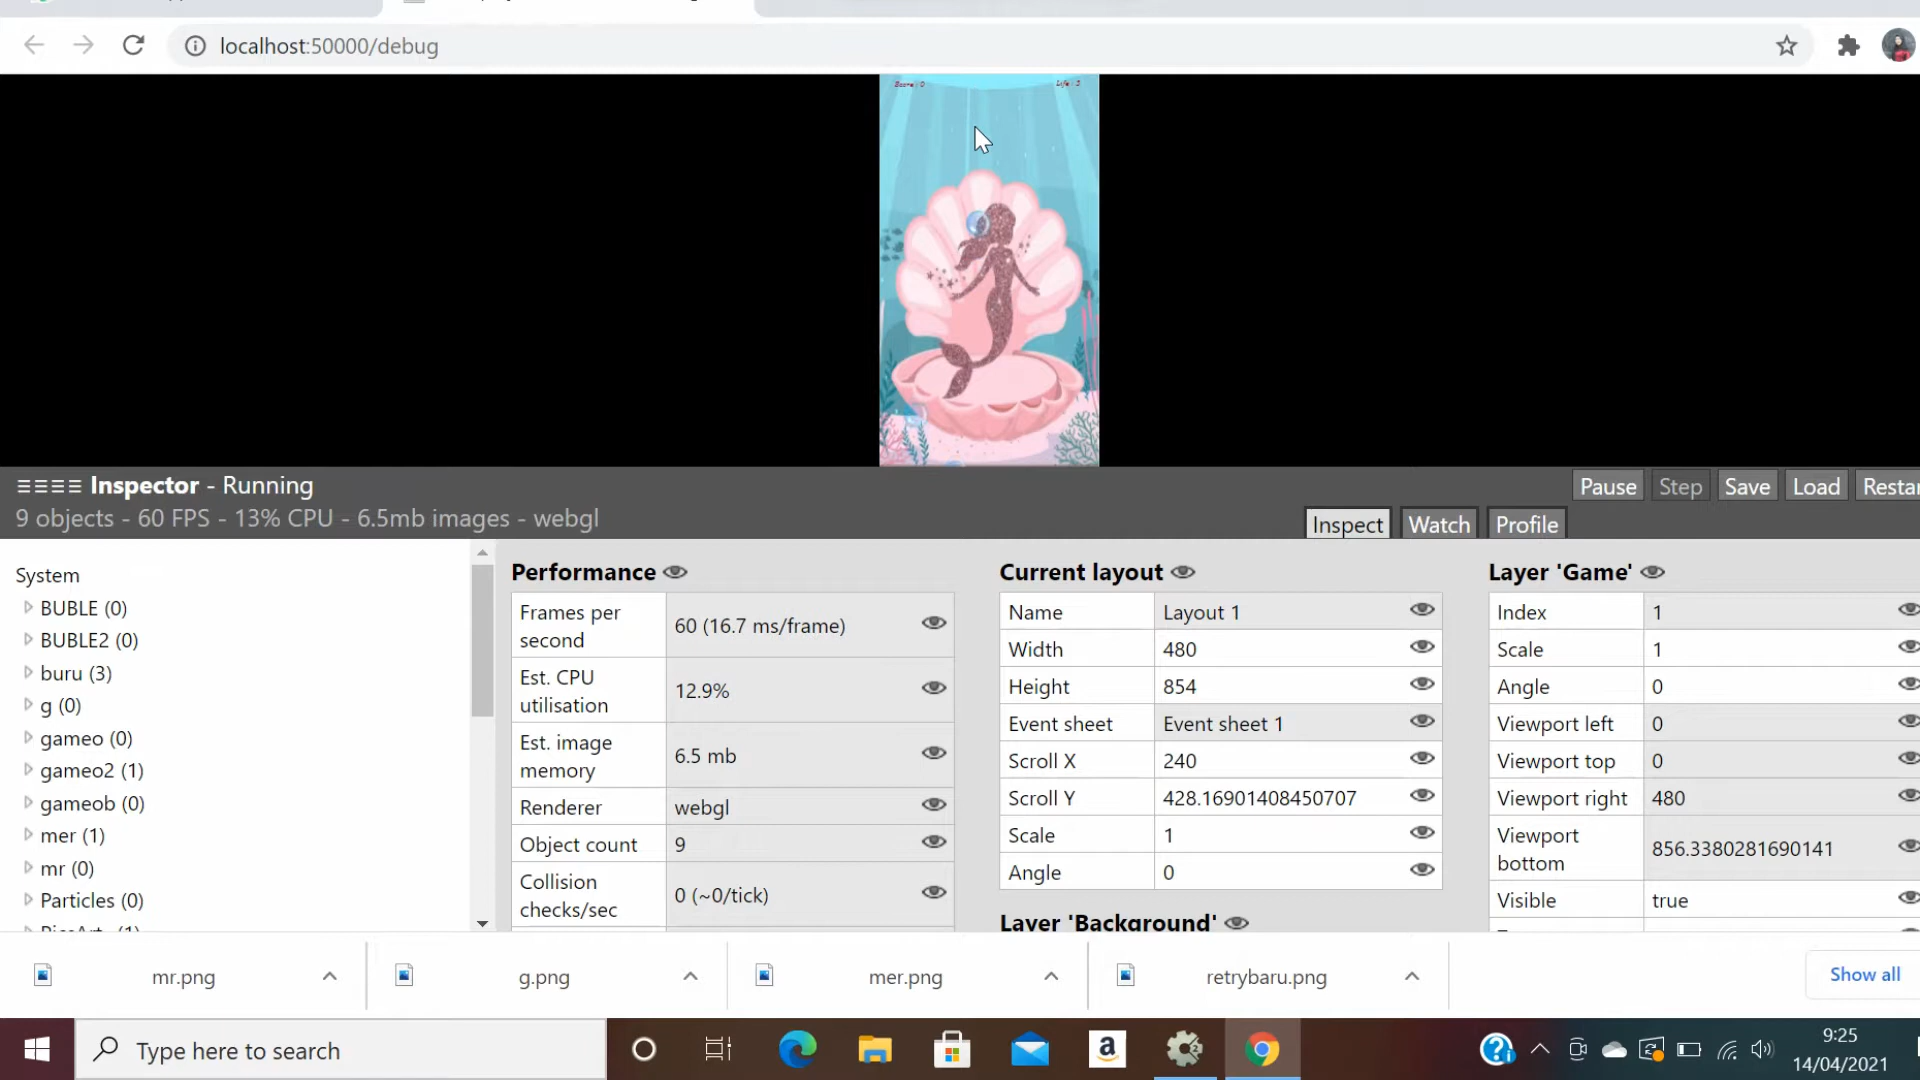 localhost:50000/debug
Score : 0
Life : 3
Inspector - Running
Pause
Step
Save
Load
Restar
9 objects - 60 FPS - 13% CPU - 6.5mb images - webgl
Inspect
Watch
Profile
System
BUBLE (0)
BUBLE2 (0)
buru (3)
g (0)
gameo (0)
gameo2 (1)
gameob (0)
mer (1)
mr (0)
Particles (0)
Performance
Frames per second
60 (16.7 ms/frame)
Est. CPU utilisation
12.9%
Est. image memory
6.5 mb
Renderer
webgl
Object count
9
Collision checks/sec
0 (~0/tick)
Current layout
Name
Layout 1
Width
480
Height
854
Event sheet
Event sheet 1
Scroll X
240
Scroll Y
428.16901408450707
Scale
1
Angle
0
Layer 'Background'
Layer 'Game'
Index
1
Scale
1
Angle
0
Viewport left
0
Viewport top
0
Viewport right
480
Viewport bottom
856.3380281690141
Visible
true
mr.png
g.png
mer.png
retrybaru.png
Show all
Type here to search
9:25
14/04/2021